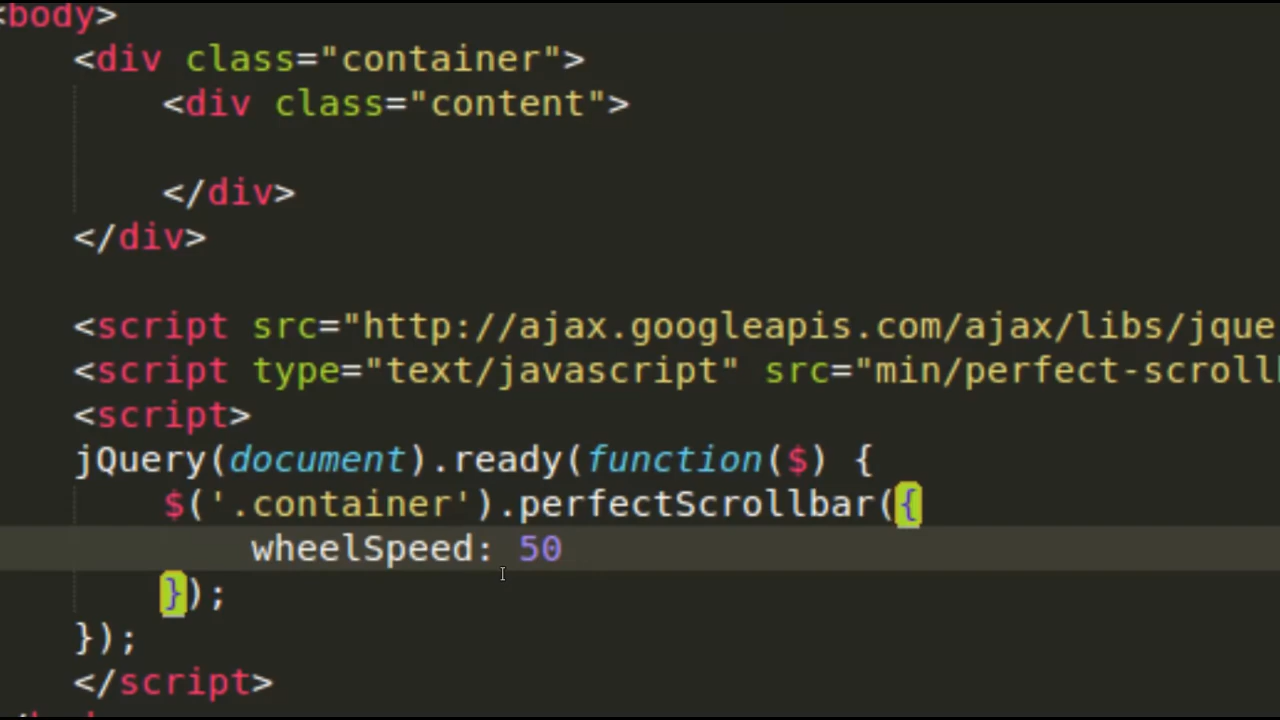 <body>
<div class="container">
<div class="content">
</div>
</div>
<script src="http://ajax.googleapis.com/ajax/libs/jque
<script type="text/javascript" src="min/perfect-scroll
<script>
jQuery(document).ready(function($) {
$('.container').perfectScrollbar({
wheelSpeed: 50
});
});
</script>